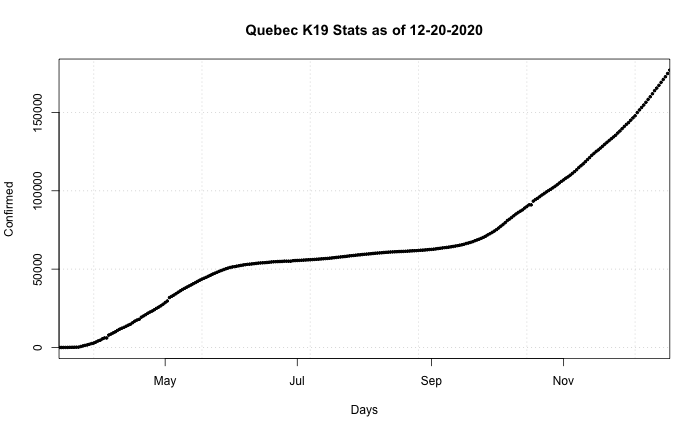 Quebec K19 Stats as of 12-20-2020
Confirmed
150000
100000
50000
0
May Jul Sep Nov
Days